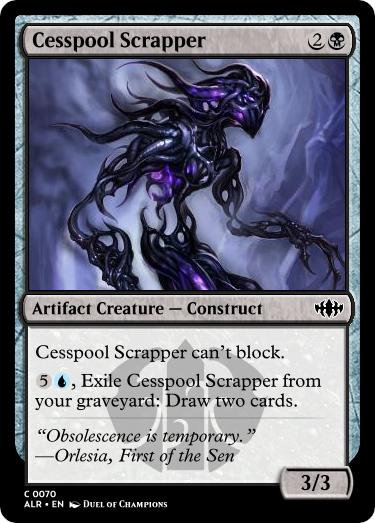 Cesspool Scrapper 2
Artifact Creature — Construct
Cesspool Scrapper can't block.
5, Exile Cesspool Scrapper from
your graveyard: Draw two cards.
“Obsolescence is temporary.”
—Orlesia, First of the Sen
3/3
C 0070
ALR • EN Duel of Champions